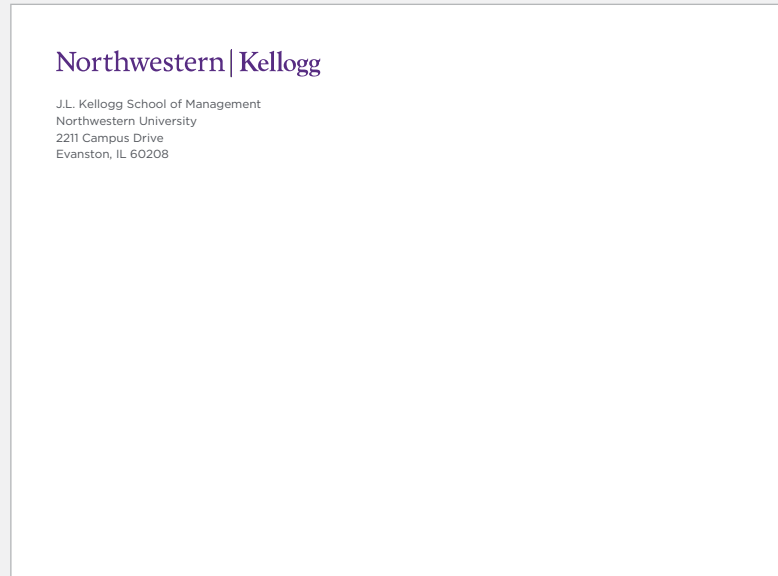 Northwestern | Kellogg
J.L. Kellogg School of Management
Northwestern University
2211 Campus Drive
Evanston, IL 60208